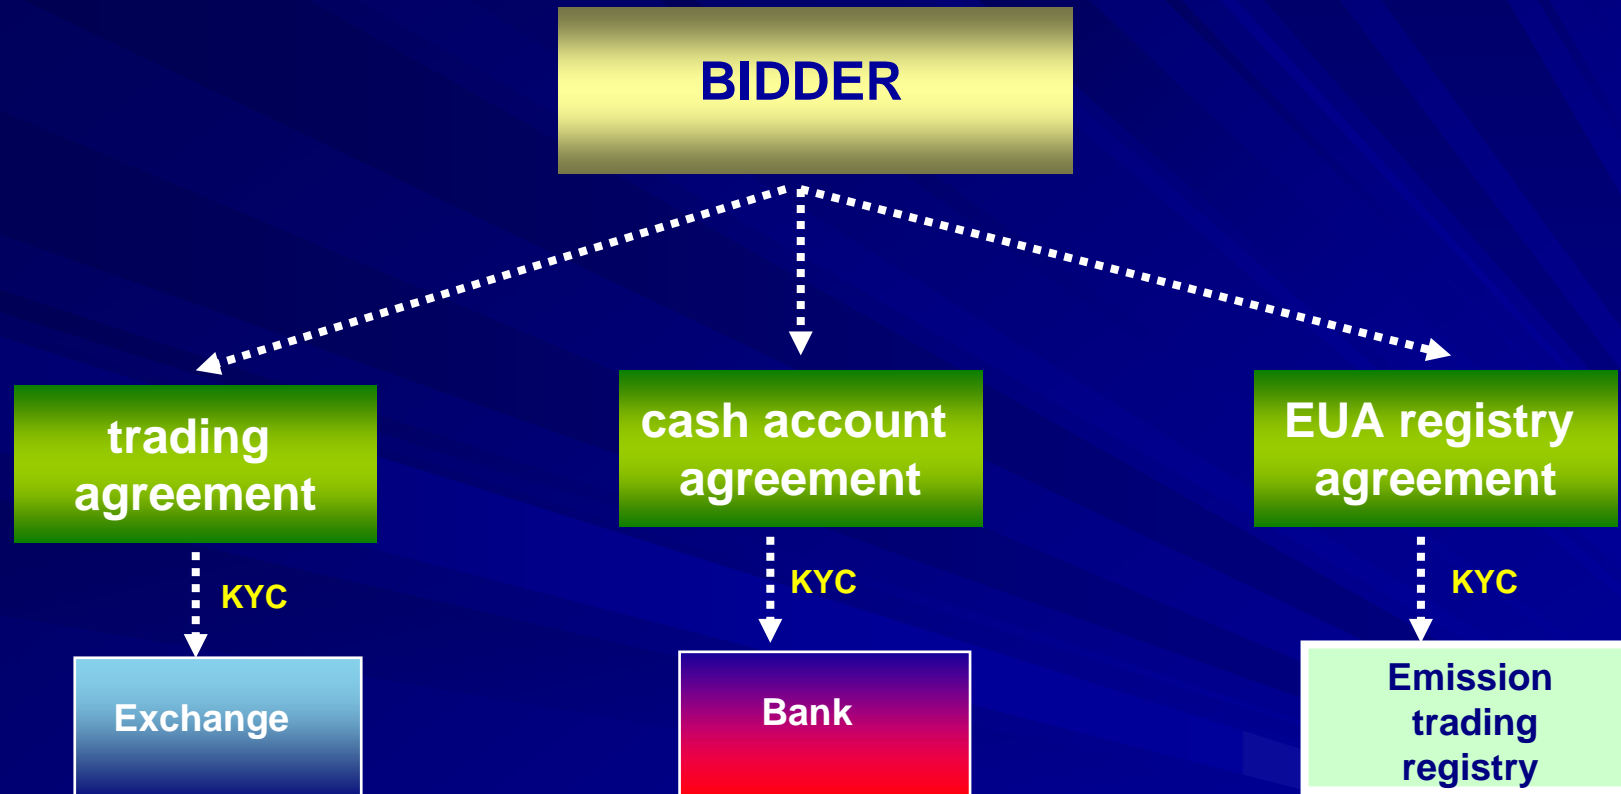 BIDDER
trading
agreement
cash account
agreement
EUA registry
agreement
KYC
KYC
KYC
Exchange
Bank
Emission
trading
registry